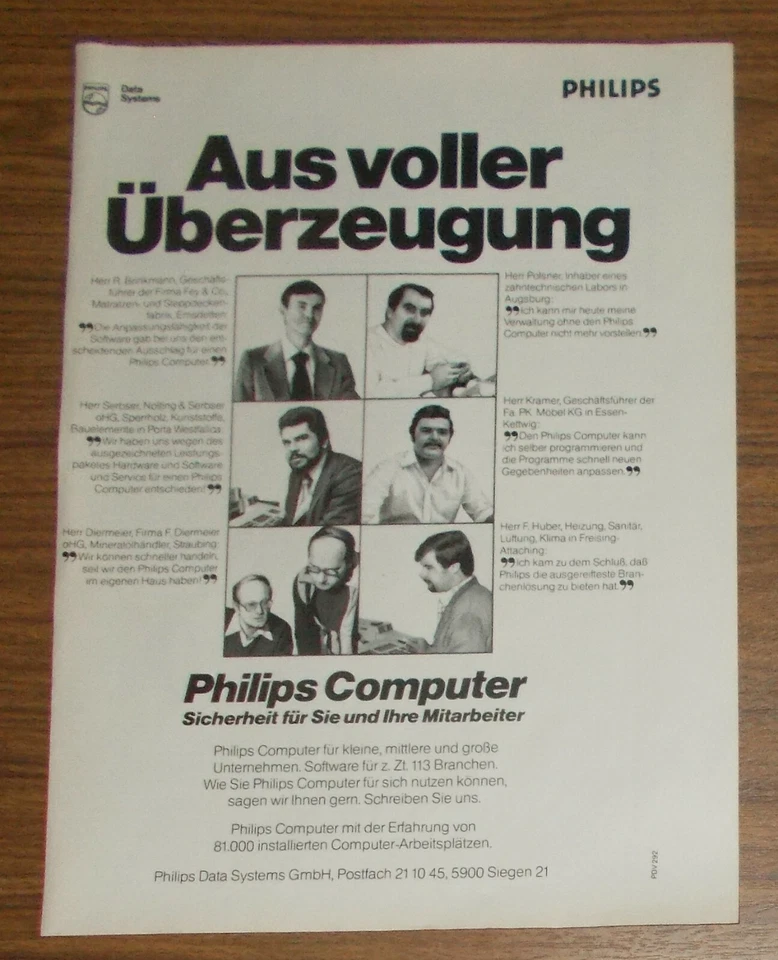 PHILIPS
Data
Systems
PHILIPS
Aus voller
Überzeugung
Herr R. Brinkmann, Geschäfts-
führer der Firma Fey & Co.,
Matratzen- und Steppdecken-
fabrik, Emsdetten:
❞Die Anpassungsfähigkeit der
Software gab bei uns den ent-
scheidenden Ausschlag für einen
Philips Computer.❞
Herr Serbser, Nolting & Serbser
oHG, Sperrholz, Kunststoffe,
Bauelemente in Porta Westfalica:
❞Wir haben uns wegen des
ausgezeichneten Leistungs-
paketes Hardware und Software
und Service für einen Philips
Computer entschieden!❞
Herr Diermeier, Firma F. Diermeier
oHG, Mineralölhändler, Straubing:
❞Wir können schneller handeln,
seit wir den Philips Computer
im eigenen Haus haben!❞
Herr Polsner, Inhaber eines
zahntechnischen Labors in
Augsburg:
❞Ich kann mir heute meine
Verwaltung ohne den Philips
Computer nicht mehr vorstellen.❞
Herr Kramer, Geschäftsführer der
Fa. PK Möbel KG in Essen-
Kettwig:
❞Den Philips Computer kann
ich selber programmieren und
die Programme schnell neuen
Gegebenheiten anpassen.❞
Herr F. Huber, Heizung, Sanitär,
Lüftung, Klima in Freising-
Attaching:
❞Ich kam zu dem Schluß, daß
Philips die ausgereifteste Bran-
chenlösung zu bieten hat.❞
Philips Computer
Sicherheit für Sie und Ihre Mitarbeiter
Philips Computer für kleine, mittlere und große
Unternehmen. Software für z. Zt. 113 Branchen.
Wie Sie Philips Computer für sich nutzen können,
sagen wir Ihnen gern. Schreiben Sie uns.
Philips Computer mit der Erfahrung von
81.000 installierten Computer-Arbeitsplätzen.
Philips Data Systems GmbH, Postfach 21 10 45, 5900 Siegen 21
PDV 292